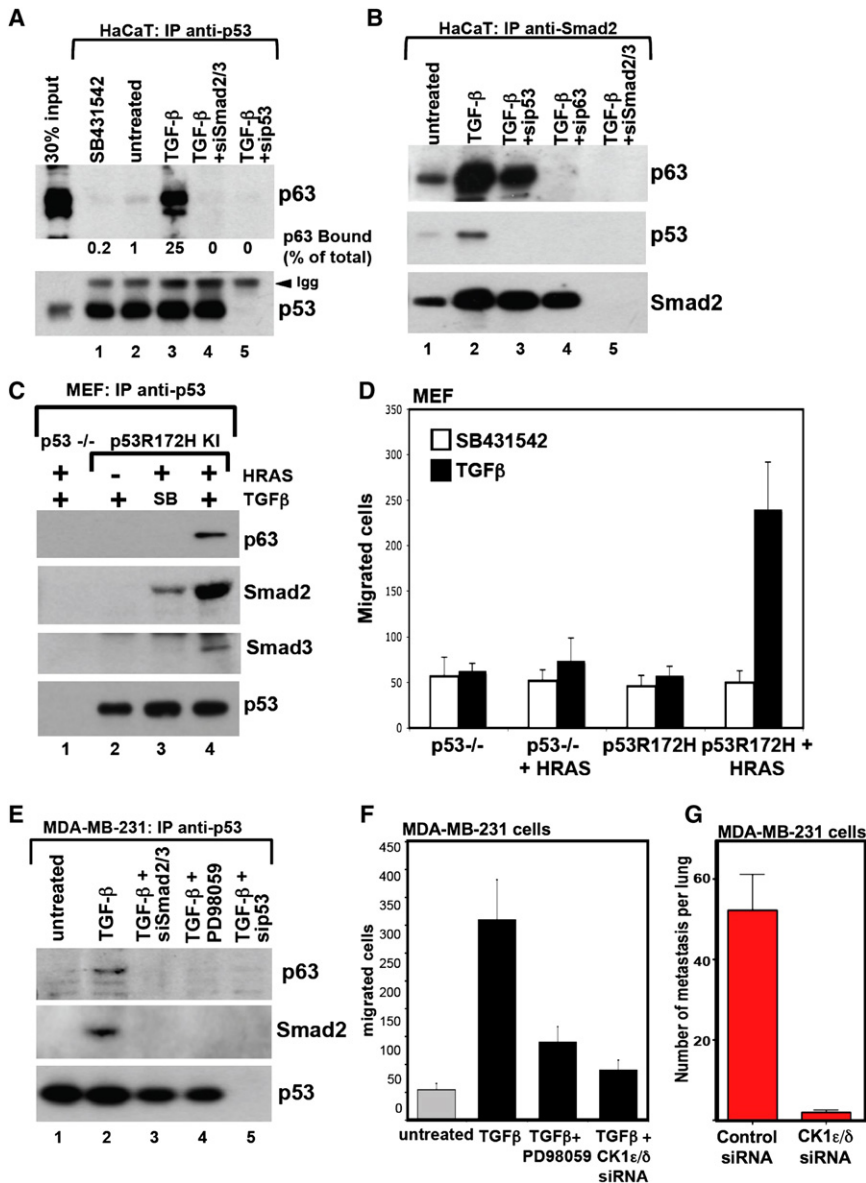 A
HaCaT: IP anti-p53
30% input
SB431542
untreated
TGF-β
TGF-β
+siSmad2/3
TGF-β
+sip53
p63
0.2 1 25 0 0
p63 Bound
(% of total)
Igg
p53
1 2 3 4 5
B
HaCaT: IP anti-Smad2
untreated
TGF-β
TGF-β
+sip53
TGF-β
+sip63
TGF-β
+siSmad2/3
p63
p53
Smad2
1 2 3 4 5
C
MEF: IP anti-p53
p53 -/- p53R172H KI
+ - + + HRAS
+ + SB + TGFβ
p63
Smad2
Smad3
p53
1 2 3 4
D
MEF
SB431542
TGFβ
Migrated cells
350
300
250
200
150
100
50
0
p53-/-
p53-/-
+ HRAS
p53R172H
p53R172H +
HRAS
E
MDA-MB-231: IP anti-p53
untreated
TGF-β
TGF-β +
siSmad2/3
TGF-β +
PD98059
TGF-β +
sip53
p63
Smad2
p53
1 2 3 4 5
F
MDA-MB-231 cells
migrated cells
450
400
350
300
250
200
150
100
50
0
untreated
TGFβ
TGFβ+
PD98059
TGFβ +
CK1ε/δ
siRNA
G
MDA-MB-231 cells
Number of metastasis per lung
60
40
20
Control
siRNA
CK1ε/δ
siRNA